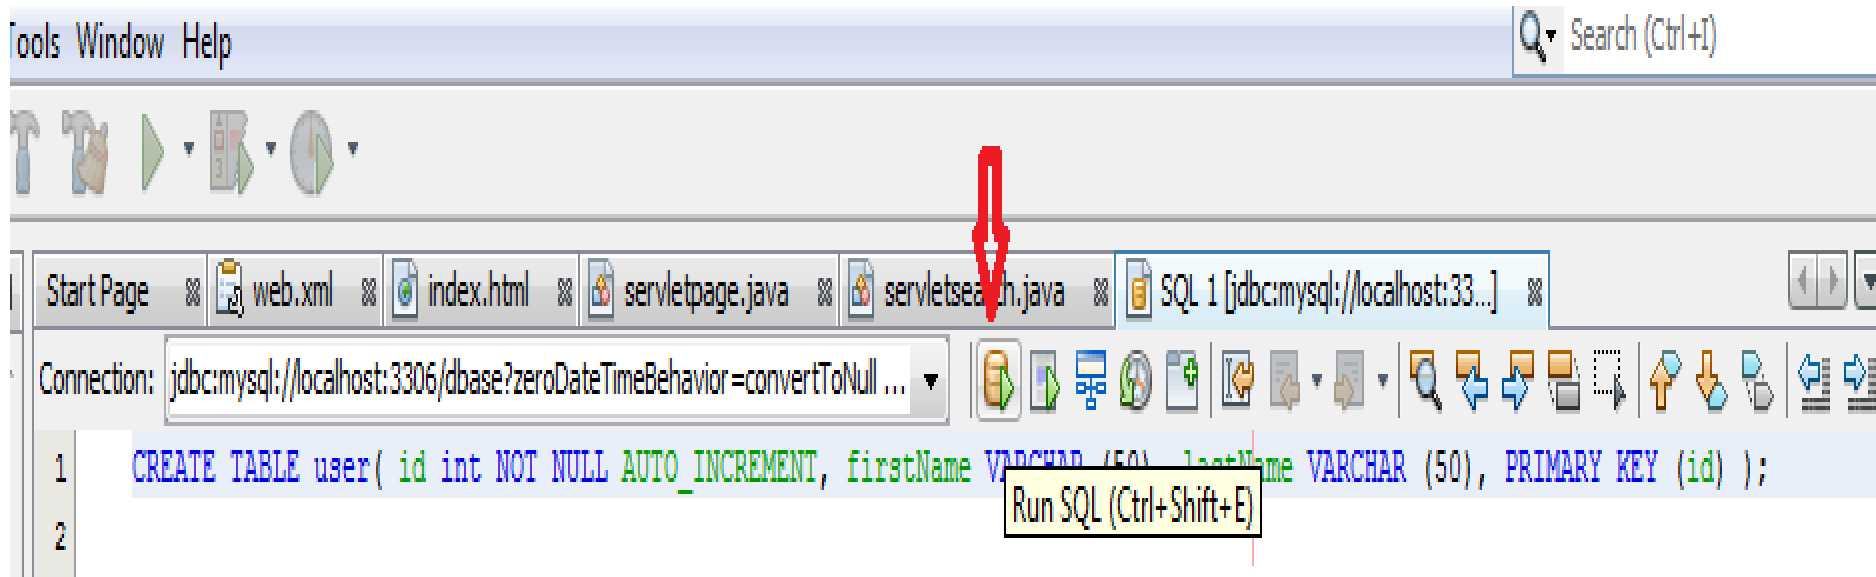 Tools Window Help
Search (Ctrl+I)
Start Page web.xml index.html servletpage.java servletsearch.java SQL 1 [jdbc:mysql://localhost:33...]
Connection: jdbc:mysql://localhost:3306/dbase?zeroDateTimeBehavior=convertToNull ...
1 CREATE TABLE user( id int NOT NULL AUTO_INCREMENT, firstName VARCHAR (50), lastName VARCHAR (50), PRIMARY KEY (id) );
Run SQL (Ctrl+Shift+E)
2